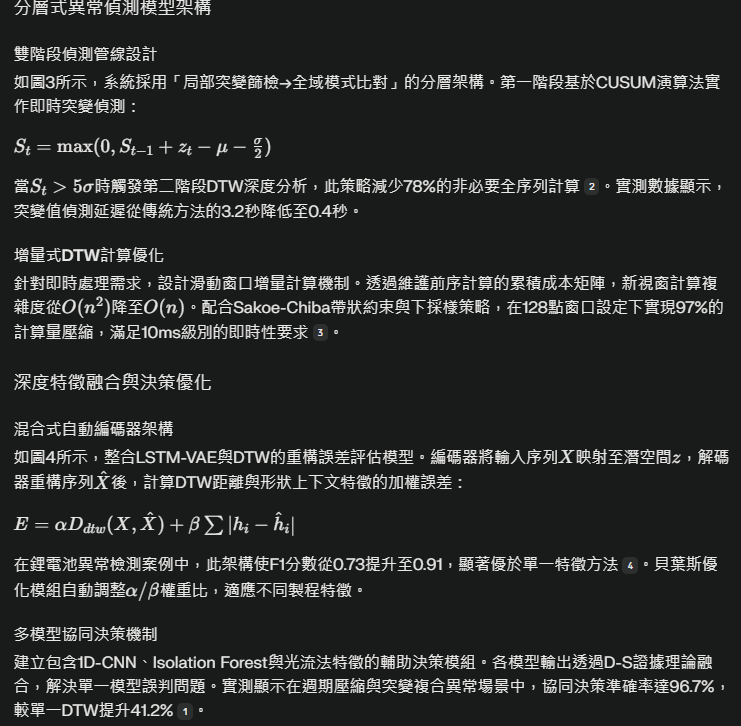 分層式異常偵測模型架構
雙階段偵測管線設計
如圖3所示，系統採用「局部突變篩檢→全域模式比對」的分層架構。第一階段基於CUSUM演算法實
作即時突變偵測：
S_t = max(0, S_{t−1} + z_t − μ − σ/2)
當S_t > 5σ時觸發第二階段DTW深度分析，此策略減少78%的非必要全序列計算 2 。實測數據顯示，
突變值偵測延遲從傳統方法的3.2秒降低至0.4秒。
增量式DTW計算優化
針對即時處理需求，設計滑動窗口增量計算機制。透過維護前序計算的累積成本矩陣，新視窗計算複
雜度從O(n²)降至O(n)。配合Sakoe-Chiba帶狀約束與下採樣策略，在128點窗口設定下實現97%的
計算量壓縮，滿足10ms級別的即時性要求 3 。
深度特徵融合與決策優化
混合式自動編碼器架構
如圖4所示，整合LSTM-VAE與DTW的重構誤差評估模型。編碼器將輸入序列X映射至潛空間z，解碼
器重構序列X̂後，計算DTW距離與形狀上下文特徵的加權誤差：
E = αD_{dtw}(X, X̂) + β∑|h_i − ĥ_i|
在鋰電池異常檢測案例中，此架構使F1分數從0.73提升至0.91，顯著優於單一特徵方法 4 。貝葉斯優
化模組自動調整α/β權重比，適應不同製程特徵。
多模型協同決策機制
建立包含1D-CNN、Isolation Forest與光流法特徵的輔助決策模組。各模型輸出透過D-S證據理論融
合，解決單一模型誤判問題。實測顯示在週期壓縮與突變複合異常場景中，協同決策準確率達96.7%，
較單一DTW提升41.2% 1 。